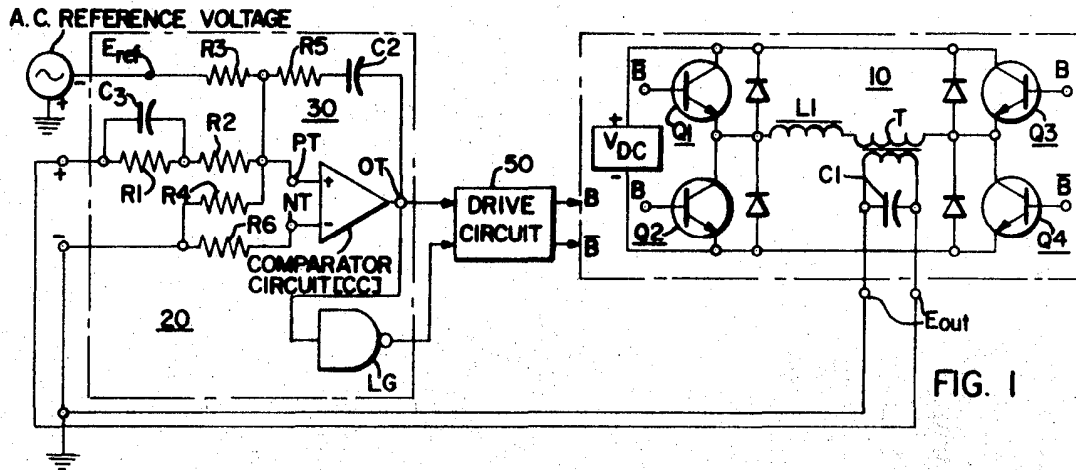 A.C. REFERENCE VOLTAGE
Eref
R3
R5
C2
+
-
C3
30
R2
PT
OT
+
R1
R4
NT
+
-
R6
-
COMPARATOR
CIRCUIT [CC]
20
LG
50
DRIVE
CIRCUIT
B
B̅
B̅
Q1
10
B
Q3
L1
T
+
VDC
-
C1
B
Q2
B̅
Q4
Eout
FIG. 1